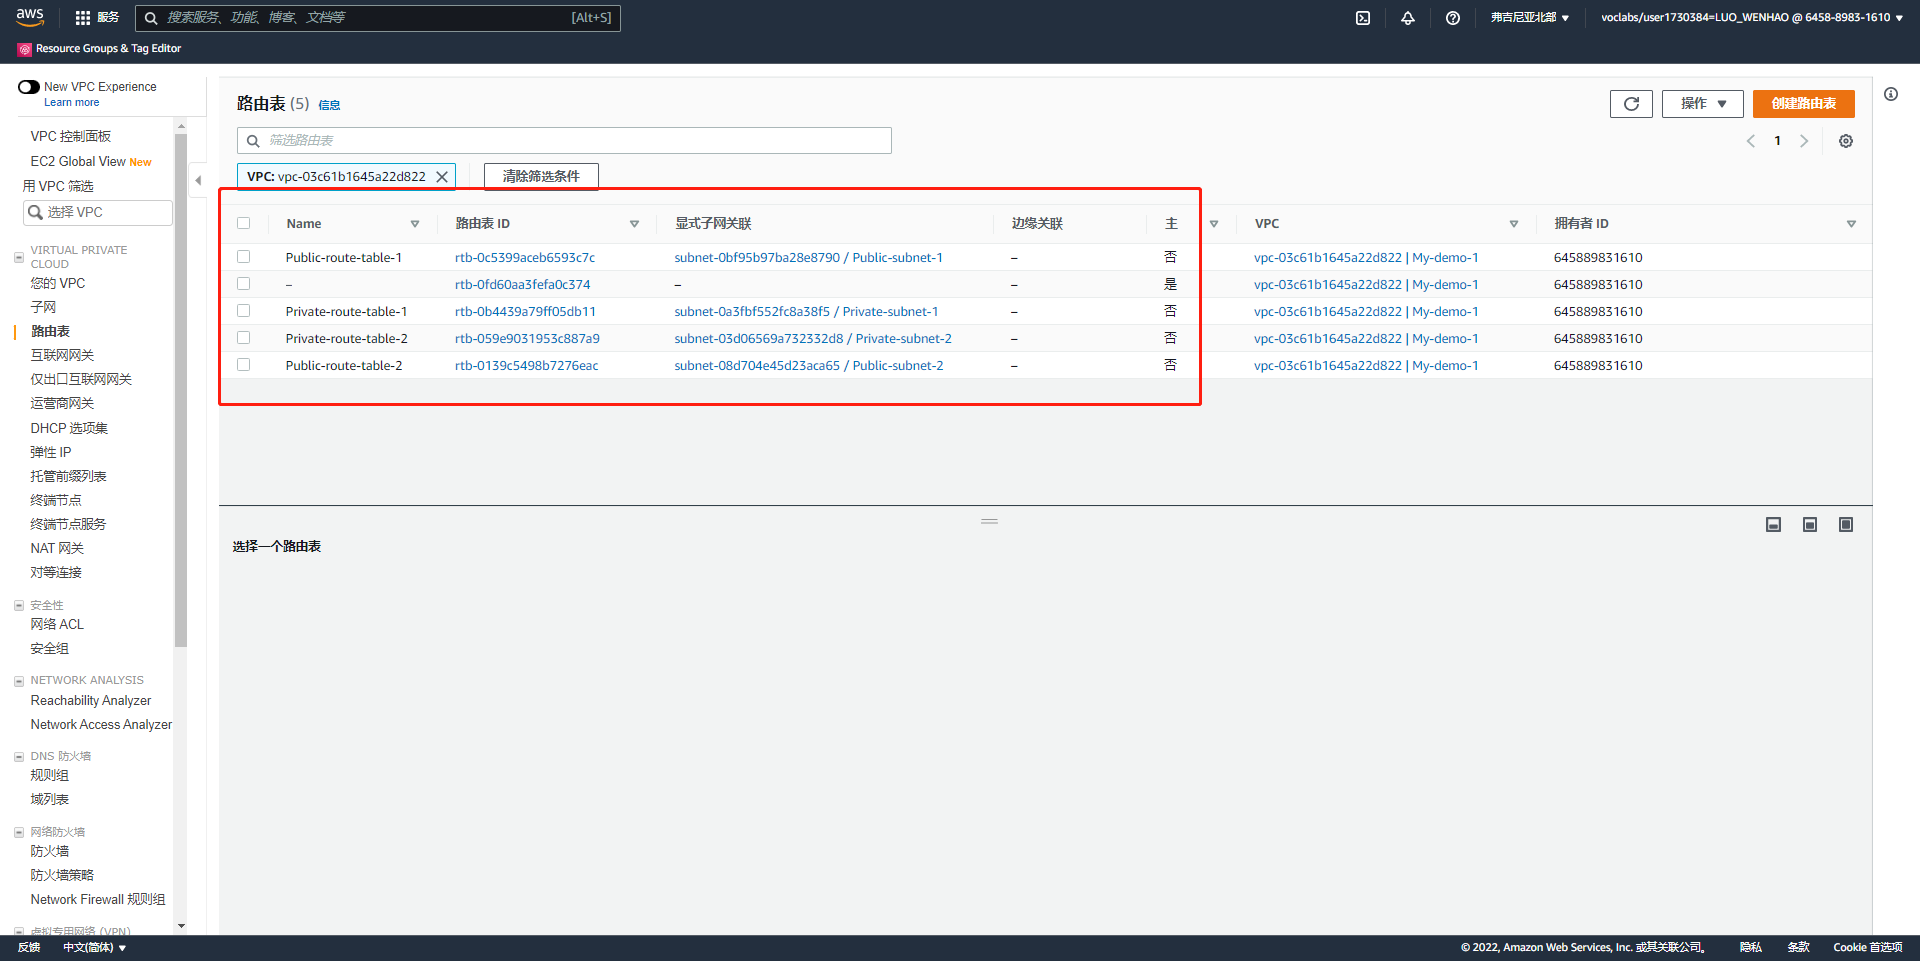 aws 服务 搜索服务、功能、博客、文档等 [Alt+S] 弗吉尼亚北部 ▼ voclabs/user1730384=LUO_WENHAO @ 6458-8983-1610 ▼
Resource Groups & Tag Editor
New VPC Experience
Learn more
VPC 控制面板
EC2 Global View New
用 VPC 筛选
选择 VPC
VIRTUAL PRIVATE
CLOUD
您的 VPC
子网
路由表
互联网网关
仅出口互联网网关
运营商网关
DHCP 选项集
弹性 IP
托管前缀列表
终端节点
终端节点服务
NAT 网关
对等连接
安全性
网络 ACL
安全组
NETWORK ANALYSIS
Reachability Analyzer
Network Access Analyzer
DNS 防火墙
规则组
域列表
网络防火墙
防火墙
防火墙策略
Network Firewall 规则组
虚拟专用网络 (VPN)
路由表 (5) 信息
操作 ▼ 创建路由表
筛选路由表
1
VPC: vpc-03c61b1645a22d822 清除筛选条件
Name 路由表 ID 显式子网关联 边缘关联 主 VPC 拥有者 ID
Public-route-table-1 rtb-0c5399aceb6593c7c subnet-0bf95b97ba28e8790 / Public-subnet-1 – 否 vpc-03c61b1645a22d822 | My-demo-1 645889831610
– rtb-0fd60aa3fefa0c374 – – 是 vpc-03c61b1645a22d822 | My-demo-1 645889831610
Private-route-table-1 rtb-0b4439a79ff05db11 subnet-0a3fbf552fc8a38f5 / Private-subnet-1 – 否 vpc-03c61b1645a22d822 | My-demo-1 645889831610
Private-route-table-2 rtb-059e9031953c887a9 subnet-03d06569a732332d8 / Private-subnet-2 – 否 vpc-03c61b1645a22d822 | My-demo-1 645889831610
Public-route-table-2 rtb-0139c5498b7276eac subnet-08d704e45d23aca65 / Public-subnet-2 – 否 vpc-03c61b1645a22d822 | My-demo-1 645889831610
选择一个路由表
反馈 中文(简体) ▼ © 2022, Amazon Web Services, Inc. 或其关联公司。 隐私 条款 Cookie 首选项